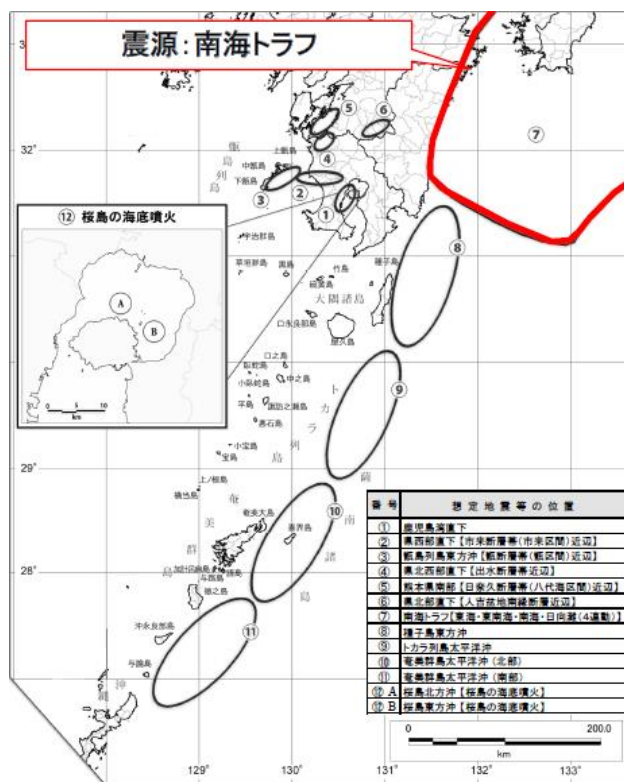 震源:南海トラフ
33°
32°
29°
28°
129°
130°
131°
132°
133°
⑤
⑥
④
⑦
③
②
①
⑧
⑨
⑩
⑪
甑島列島
上甑島
中甑島
下甑島
宇治群島
草垣群島
黒島
竹島
硫黄島
種子島
大隅諸島
口永良部島
屋久島
口之島
臥蛇島
小臥蛇島
中之島
平島
諏訪之瀬島
悪石島
小宝島
宝島
トカラ列島
上ノ根島
横当島
奄美大島
喜界島
加計呂麻島
請島
与路島
徳之島
奄美群島
沖永良部島
与論島
沖縄
薩南諸島
⑫ 桜島の海底噴火
A
B
0 10
km
番号 想定地震等の位置
① 鹿児島湾直下
② 県西部直下【市来断層帯(市来区間)近辺】
③ 甑島列島東方沖【甑断層帯(甑区間)近辺】
④ 県北西部直下【出水断層帯近辺】
⑤ 熊本県南部【日奈久断層帯(八代海区間)近辺】
⑥ 県北部直下【人吉盆地南縁断層近辺】
⑦ 南海トラフ【東海・東南海・南海・日向灘(4連動)】
⑧ 種子島東方沖
⑨ トカラ列島太平洋沖
⑩ 奄美群島太平洋沖(北部)
⑪ 奄美群島太平洋沖(南部)
⑫ A 桜島北方沖【桜島の海底噴火】
⑫ B 桜島東方沖【桜島の海底噴火】
0 200.0
km